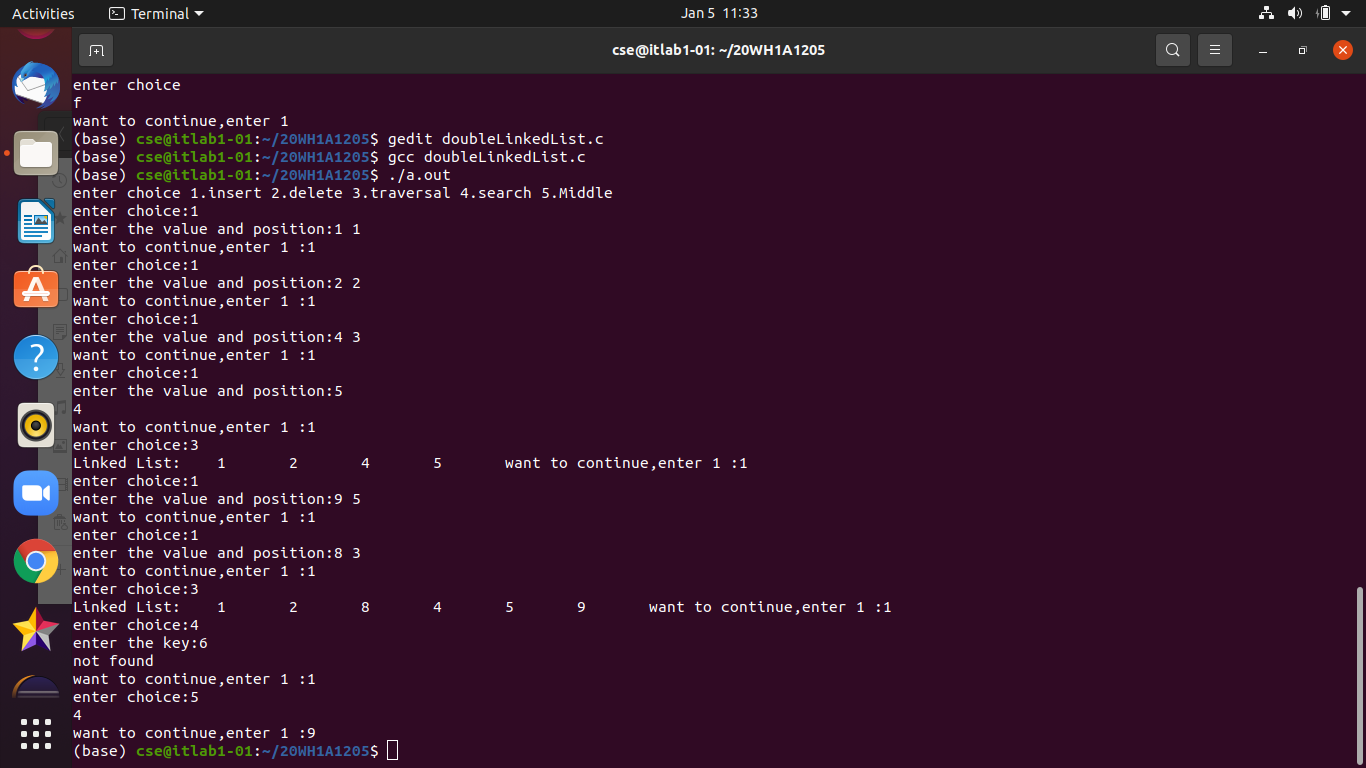 Activities Terminal Jan 5 11:33
cse@itlab1-01: ~/20WH1A1205
enter choice
f
want to continue,enter 1
(base) cse@itlab1-01:~/20WH1A1205$ gedit doubleLinkedList.c
(base) cse@itlab1-01:~/20WH1A1205$ gcc doubleLinkedList.c
(base) cse@itlab1-01:~/20WH1A1205$ ./a.out
enter choice 1.insert 2.delete 3.traversal 4.search 5.Middle
enter choice:1
enter the value and position:1 1
want to continue,enter 1 :1
enter choice:1
enter the value and position:2 2
want to continue,enter 1 :1
enter choice:1
enter the value and position:4 3
want to continue,enter 1 :1
enter choice:1
enter the value and position:5
4
want to continue,enter 1 :1
enter choice:3
Linked List:    1       2       4       5       want to continue,enter 1 :1
enter choice:1
enter the value and position:9 5
want to continue,enter 1 :1
enter choice:1
enter the value and position:8 3
want to continue,enter 1 :1
enter choice:3
Linked List:    1       2       8       4       5       9       want to continue,enter 1 :1
enter choice:4
enter the key:6
not found
want to continue,enter 1 :1
enter choice:5
4
want to continue,enter 1 :9
(base) cse@itlab1-01:~/20WH1A1205$